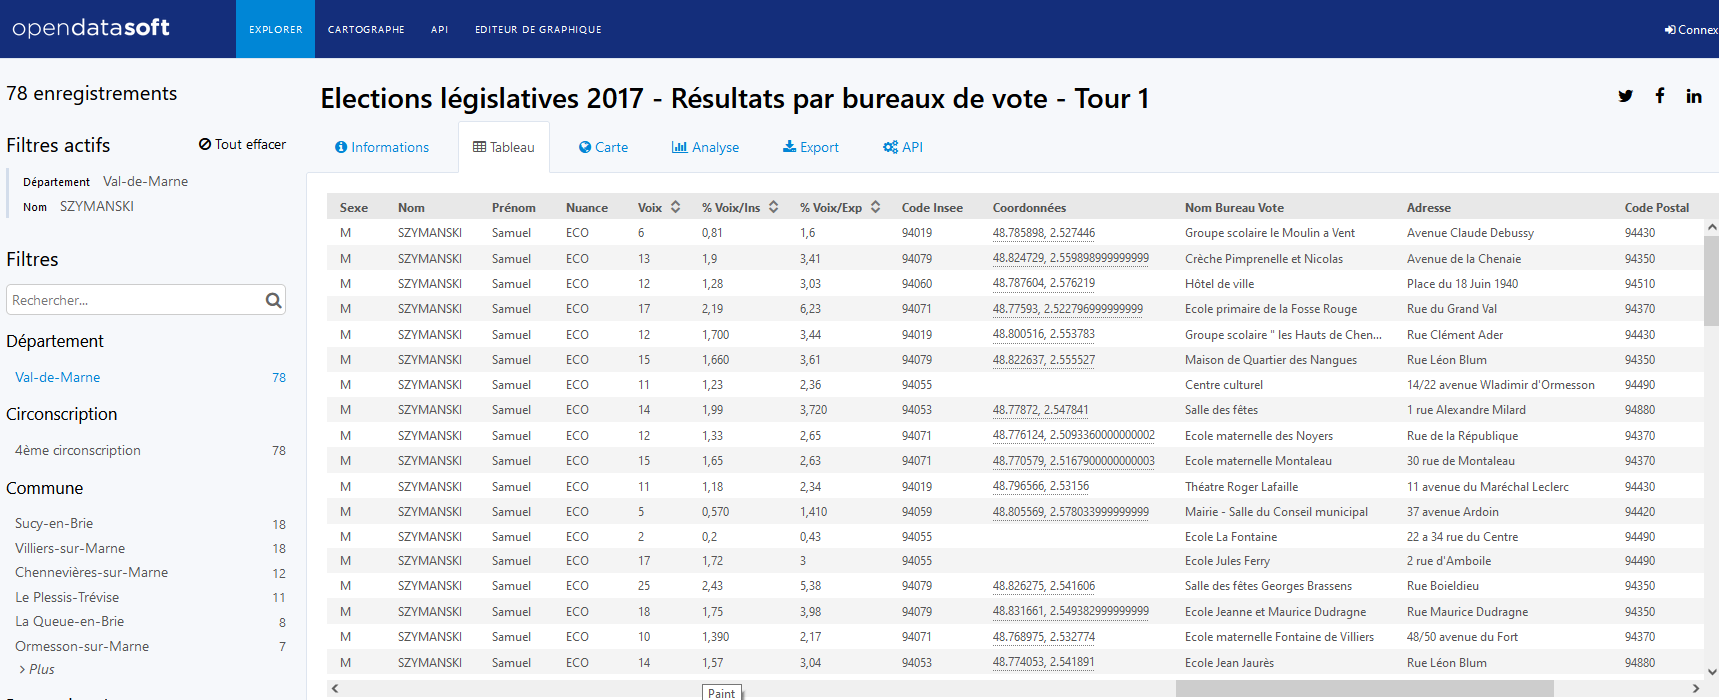 opendatasoft EXPLORER CARTOGRAPHE API EDITEUR DE GRAPHIQUE Connex
78 enregistrements
Filtres actifs Tout effacer
Département Val-de-Marne
Nom SZYMANSKI
Filtres
Rechercher...
Département
Val-de-Marne 78
Circonscription
4ème circonscription 78
Commune
Sucy-en-Brie 18
Villiers-sur-Marne 18
Chennevières-sur-Marne 12
Le Plessis-Trévise 11
La Queue-en-Brie 8
Ormesson-sur-Marne 7
> Plus
Elections législatives 2017 - Résultats par bureaux de vote - Tour 1
Informations Tableau Carte Analyse Export API
Sexe Nom Prénom Nuance Voix % Voix/Ins % Voix/Exp Code Insee Coordonnées Nom Bureau Vote Adresse Code Postal
M SZYMANSKI Samuel ECO 6 0,81 1,6 94019 48.785898, 2.527446 Groupe scolaire le Moulin a Vent Avenue Claude Debussy 94430
M SZYMANSKI Samuel ECO 13 1,9 3,41 94079 48.824729, 2.559898999999999 Crèche Pimprenelle et Nicolas Avenue de la Chenaie 94350
M SZYMANSKI Samuel ECO 12 1,28 3,03 94060 48.787604, 2.576219 Hôtel de ville Place du 18 Juin 1940 94510
M SZYMANSKI Samuel ECO 17 2,19 6,23 94071 48.77593, 2.522796999999999 Ecole primaire de la Fosse Rouge Rue du Grand Val 94370
M SZYMANSKI Samuel ECO 12 1,700 3,44 94019 48.800516, 2.553783 Groupe scolaire " les Hauts de Chen... Rue Clément Ader 94430
M SZYMANSKI Samuel ECO 15 1,660 3,61 94079 48.822637, 2.555527 Maison de Quartier des Nangues Rue Léon Blum 94350
M SZYMANSKI Samuel ECO 11 1,23 2,36 94055 Centre culturel 14/22 avenue Wladimir d'Ormesson 94490
M SZYMANSKI Samuel ECO 14 1,99 3,720 94053 48.77872, 2.547841 Salle des fêtes 1 rue Alexandre Milard 94880
M SZYMANSKI Samuel ECO 12 1,33 2,65 94071 48.776124, 2.5093360000000002 Ecole maternelle des Noyers Rue de la République 94370
M SZYMANSKI Samuel ECO 15 1,65 2,63 94071 48.770579, 2.5167900000000003 Ecole maternelle Montaleau 30 rue de Montaleau 94370
M SZYMANSKI Samuel ECO 11 1,18 2,34 94019 48.796566, 2.53156 Théatre Roger Lafaille 11 avenue du Maréchal Leclerc 94430
M SZYMANSKI Samuel ECO 5 0,570 1,410 94059 48.805569, 2.578033999999999 Mairie - Salle du Conseil municipal 37 avenue Ardoin 94420
M SZYMANSKI Samuel ECO 2 0,2 0,43 94055 Ecole La Fontaine 22 a 34 rue du Centre 94490
M SZYMANSKI Samuel ECO 17 1,72 3 94055 Ecole Jules Ferry 2 rue d'Amboile 94490
M SZYMANSKI Samuel ECO 25 2,43 5,38 94079 48.826275, 2.541606 Salle des fêtes Georges Brassens Rue Boieldieu 94350
M SZYMANSKI Samuel ECO 18 1,75 3,98 94079 48.831661, 2.549382999999999 Ecole Jeanne et Maurice Dudragne Rue Maurice Dudragne 94350
M SZYMANSKI Samuel ECO 10 1,390 2,17 94071 48.768975, 2.532774 Ecole maternelle Fontaine de Villiers 48/50 avenue du Fort 94370
M SZYMANSKI Samuel ECO 14 1,57 3,04 94053 48.774053, 2.541891 Ecole Jean Jaurès Rue Léon Blum 94880
Paint